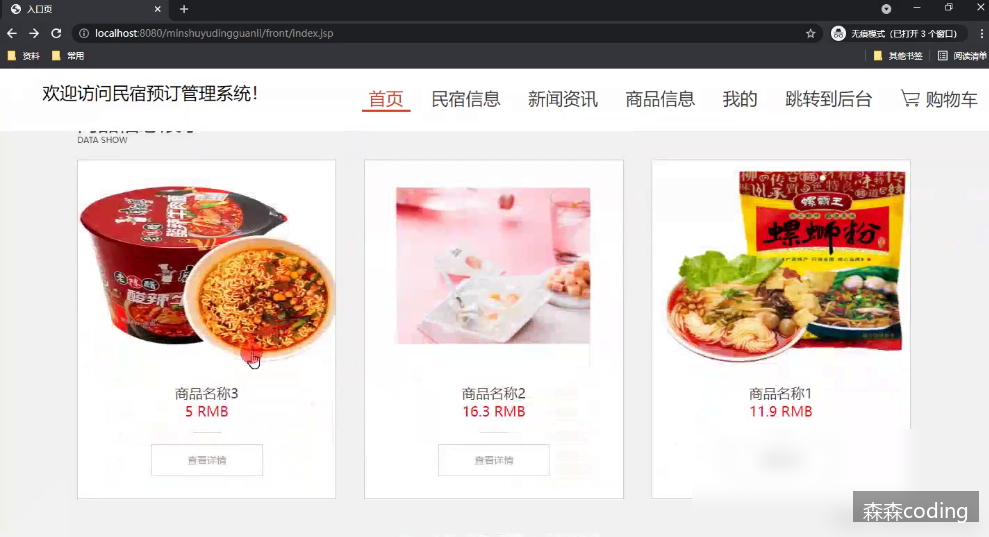 入口页
localhost:8080/minshuyudingguanli/front/index.jsp
无痕模式（已打开 3 个窗口）
资料 常用 其他书签 阅读清单
欢迎访问民宿预订管理系统！
首页 民宿信息 新闻资讯 商品信息 我的 跳转到后台 购物车
DATA SHOW
螺霸王
螺蛳粉
酸辣牛
商品名称3 商品名称2 商品名称1
5 RMB 16.3 RMB 11.9 RMB
查看详情 查看详情
森森coding